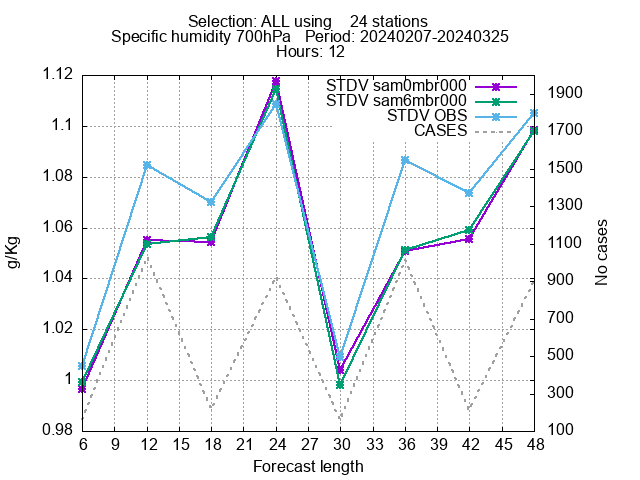 Selection: ALL using    24 stations
Specific humidity 700hPa   Period: 20240207-20240325
Hours: 12
STDV sam0mbr000
STDV sam6mbr000
STDV OBS
CASES
1.12
1.1
1.08
1.06
1.04
1.02
1
0.98
g/Kg
1900
1700
1500
1300
1100
900
700
500
300
100
No cases
6 9 12 15 18 21 24 27 30 33 36 39 42 45 48
Forecast length